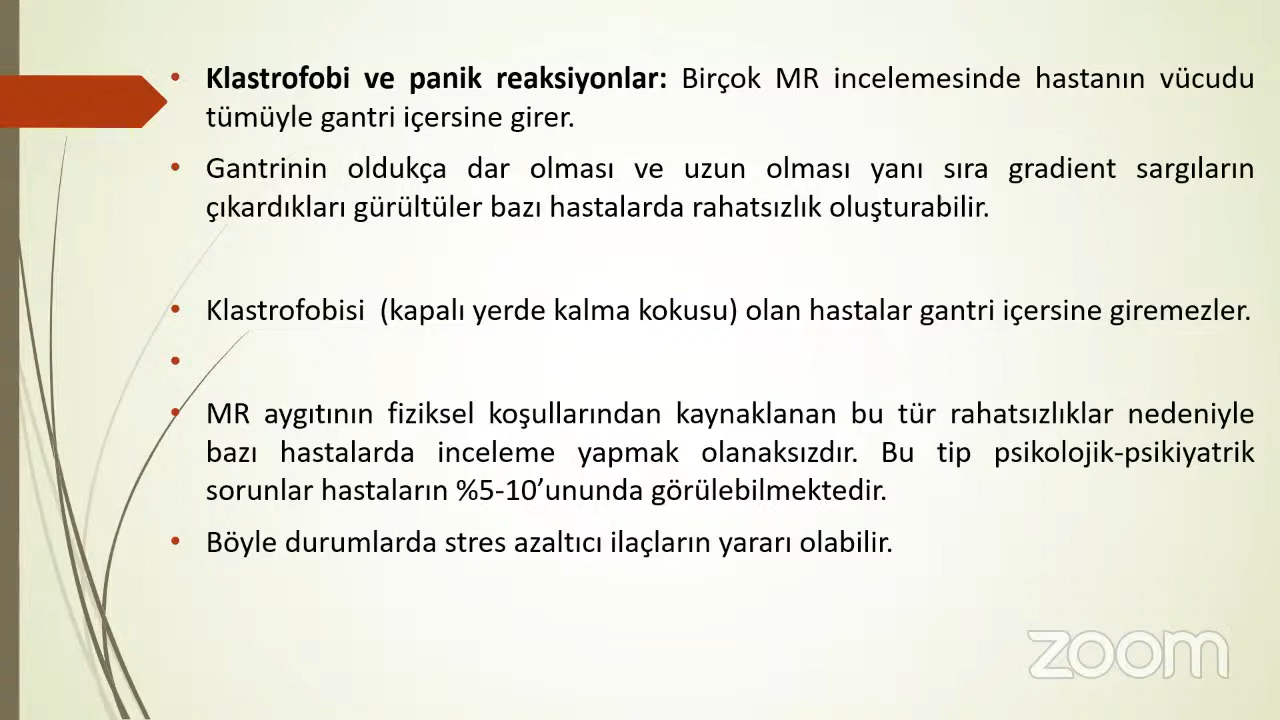 • Klastrofobi ve panik reaksiyonlar: Birçok MR incelemesinde hastanın vücudu
tümüyle gantri içersine girer.
• Gantrinin oldukça dar olması ve uzun olması yanı sıra gradient sargıların
çıkardıkları gürültüler bazı hastalarda rahatsızlık oluşturabilir.
• Klastrofobisi (kapalı yerde kalma kokusu) olan hastalar gantri içersine giremezler.
•
• MR aygıtının fiziksel koşullarından kaynaklanan bu tür rahatsızlıklar nedeniyle
bazı hastalarda inceleme yapmak olanaksızdır. Bu tip psikolojik-psikiyatrik
sorunlar hastaların %5-10’ununda görülebilmektedir.
• Böyle durumlarda stres azaltıcı ilaçların yararı olabilir.
zoom